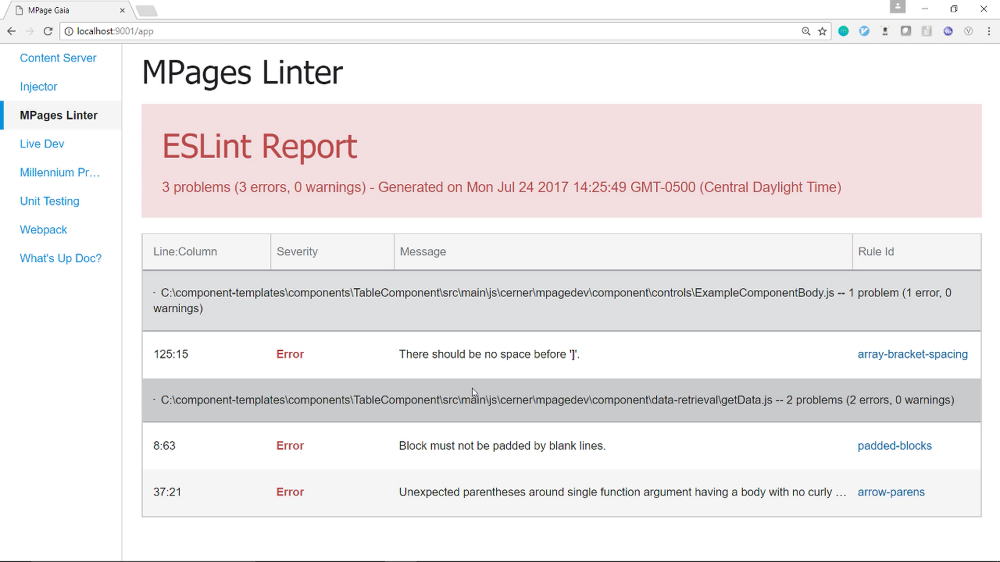 MPage Gaia
localhost:9001/app
Content Server
Injector
MPages Linter
Live Dev
Millennium Pr...
Unit Testing
Webpack
What's Up Doc?
MPages Linter
ESLint Report
3 problems (3 errors, 0 warnings) - Generated on Mon Jul 24 2017 14:25:49 GMT-0500 (Central Daylight Time)
Line:Column Severity Message Rule Id
- C:\component-templates\components\TableComponent\src\main\js\cerner\mpagedev\component\controls\ExampleComponentBody.js -- 1 problem (1 error, 0
warnings)
125:15 Error There should be no space before ']'. array-bracket-spacing
- C:\component-templates\components\TableComponent\src\main\js\cerner\mpagedev\component\data-retrieval\getData.js -- 2 problems (2 errors, 0 warnings)
8:63 Error Block must not be padded by blank lines. padded-blocks
37:21 Error Unexpected parentheses around single function argument having a body with no curly ... arrow-parens